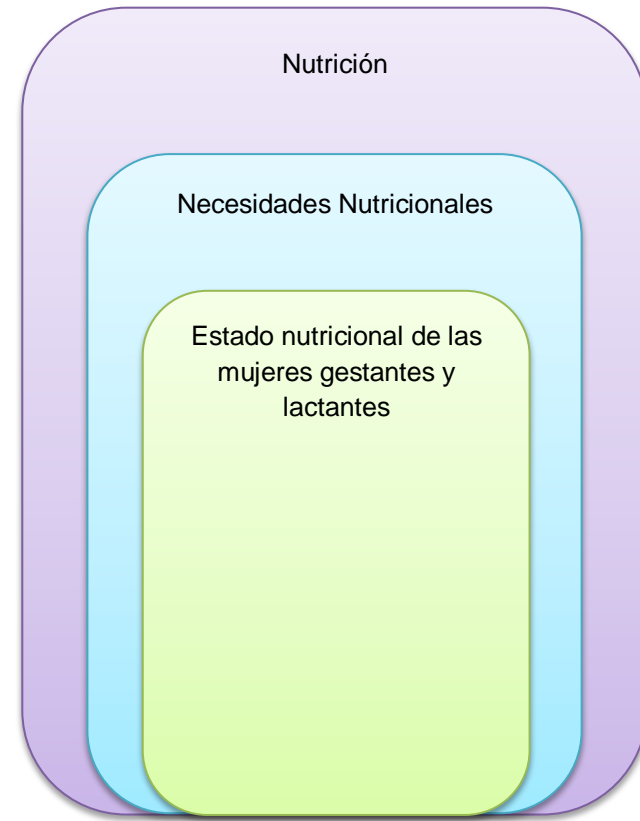 Nutrición
Necesidades Nutricionales
Estado nutricional de las
mujeres gestantes y
lactantes